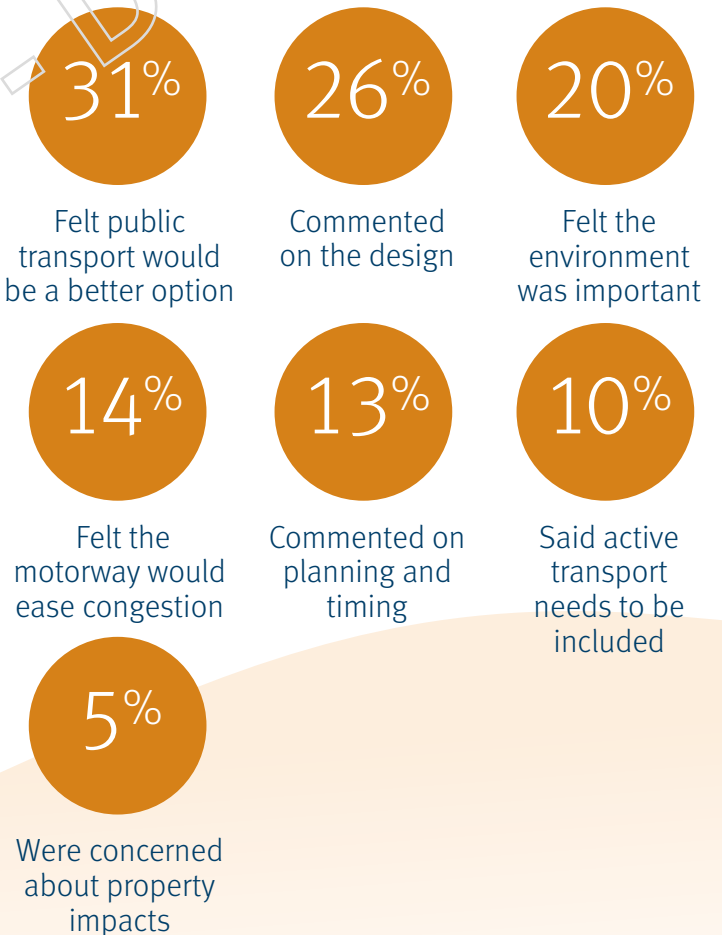 31%
Felt public
transport would
be a better option
26%
Commented
on the design
20%
Felt the
environment
was important
14%
Felt the
motorway would
ease congestion
13%
Commented on
planning and
timing
10%
Said active
transport
needs to be
included
5%
Were concerned
about property
impacts